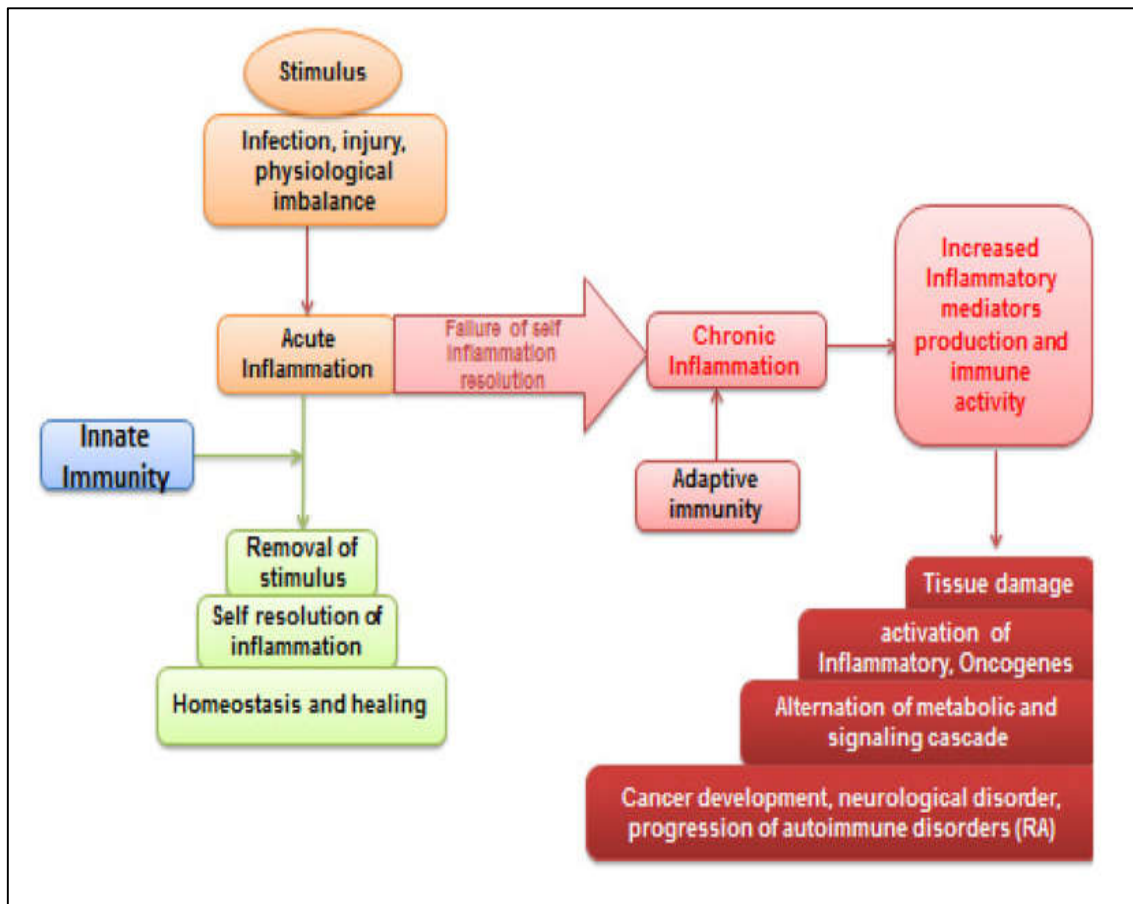 Stimulus
Infection, injury,
physiological
imbalance
Acute
Inflammation
Failure of self
inflammation
resolution
Chronic
Inflammation
Increased
Inflammatory
mediators
production and
immune
activity
Innate
Immunity
Adaptive
immunity
Removal of
stimulus
Self resolution of
inflammation
Homeostasis and healing
Tissue damage
activation of
Inflammatory, Oncogenes
Alternation of metabolic and
signaling cascade
Cancer development, neurological disorder,
progression of autoimmune disorders (RA)